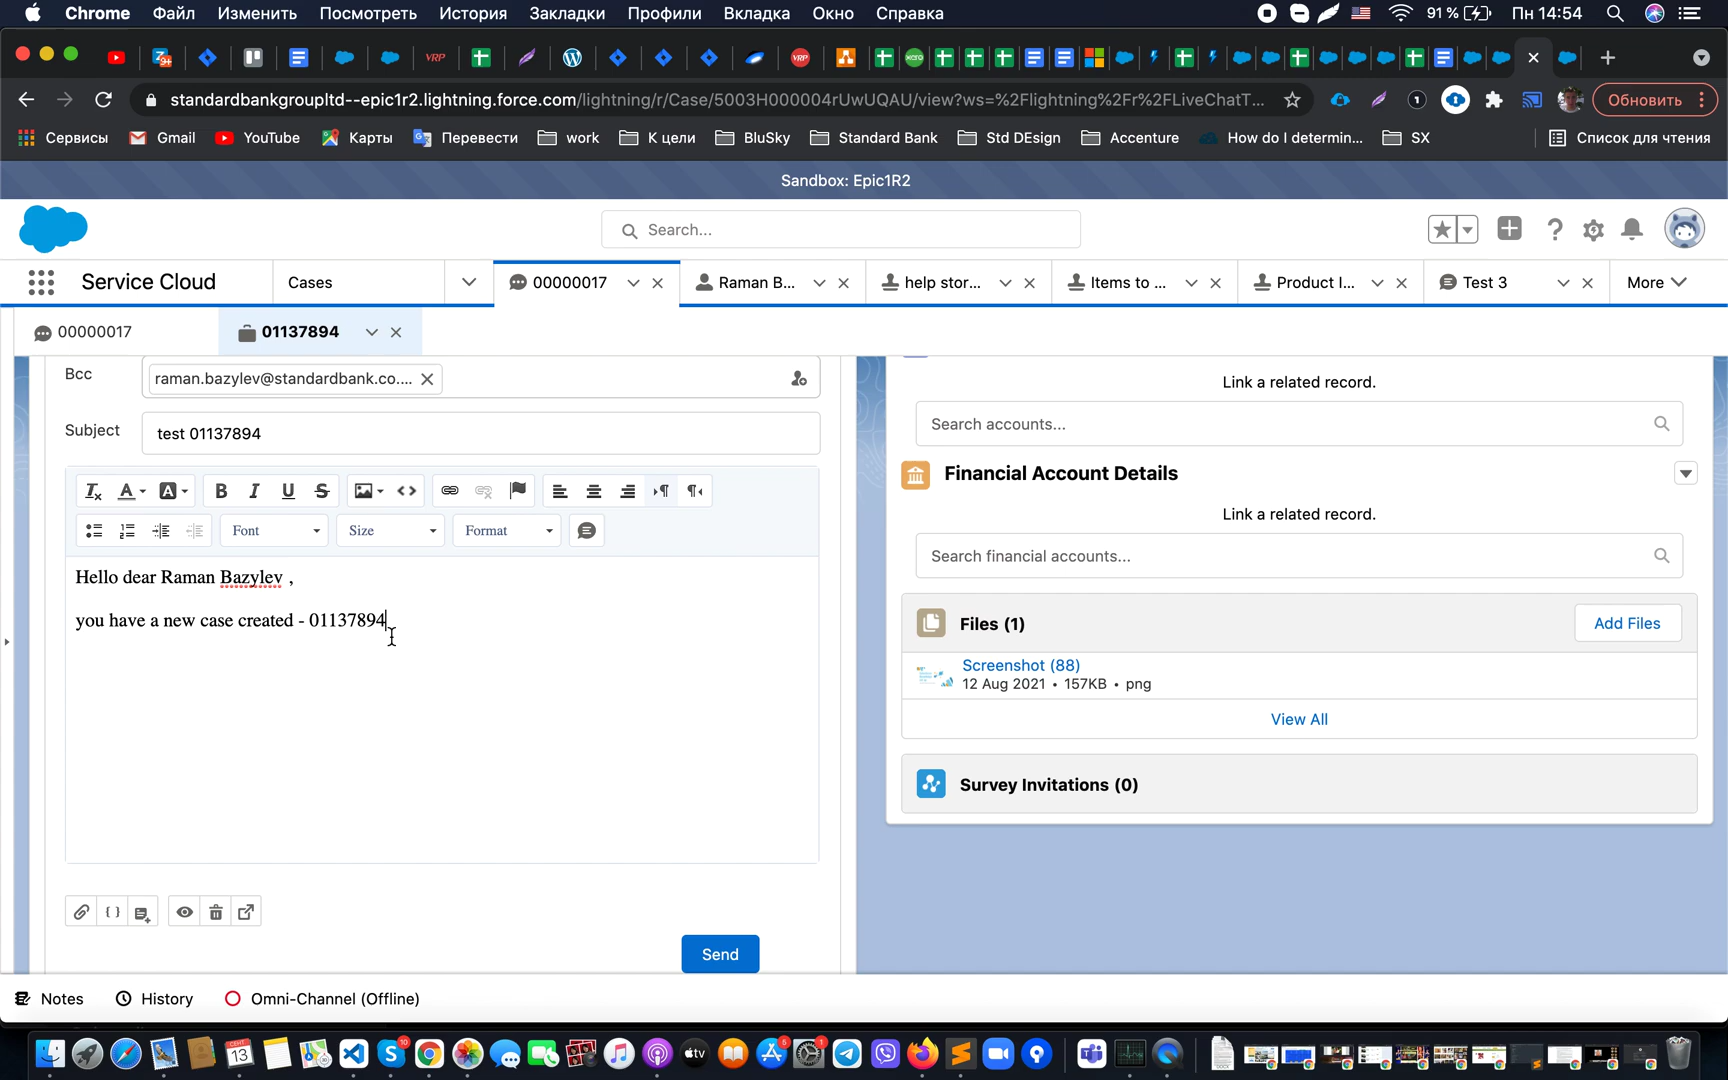 Chrome Файл Изменить Посмотреть История Закладки Профили Вкладка Окно Справка 91 % Пн 14:54
standardbankgroupltd--epic1r2.lightning.force.com/lightning/r/Case/5003H000004rUwUQAU/view?ws=%2Flightning%2Fr%2FLiveChatT... Обновить
Сервисы Gmail YouTube Карты Перевести work К цели BluSky Standard Bank Std DEsign Accenture How do I determin... SX Список для чтения
Sandbox: Epic1R2
Search...
Service Cloud Cases 00000017 Raman B... help stor... Items to ... Product I... Test 3 More
00000017 01137894
Bcc raman.bazylev@standardbank.co....
Link a related record.
Subject test 01137894
Search accounts...
Financial Account Details
Font Size Format
Link a related record.
Search financial accounts...
Hello dear Raman Bazylev ,
you have a new case created - 01137894
Files (1) Add Files
Screenshot (88)
12 Aug 2021 • 157KB • png
View All
Survey Invitations (0)
Send
Notes History Omni-Channel (Offline)